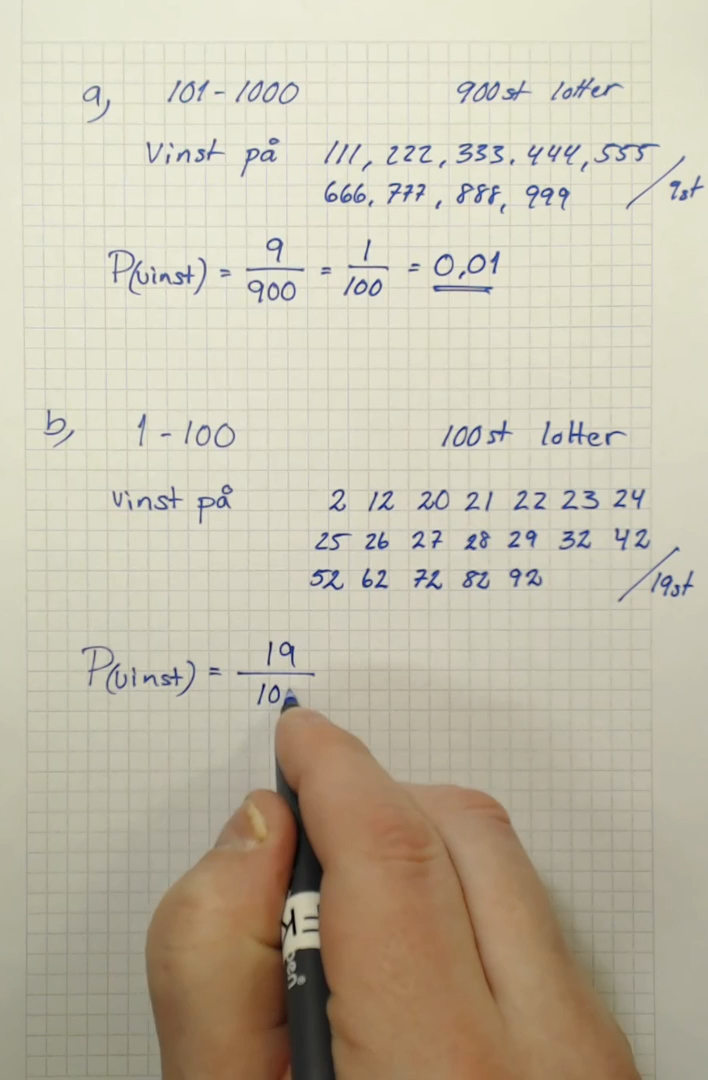 a, 101-1000 900st lotter
Vinst på 111, 222, 333, 444, 555
666, 777, 888, 999 / 9st
P(vinst) = 9/900 = 1/100 = 0,01
b, 1-100 100st lotter
vinst på 2 12 20 21 22 23 24
25 26 27 28 29 32 42
52 62 72 82 92 / 19st
P(vinst) = 19/10